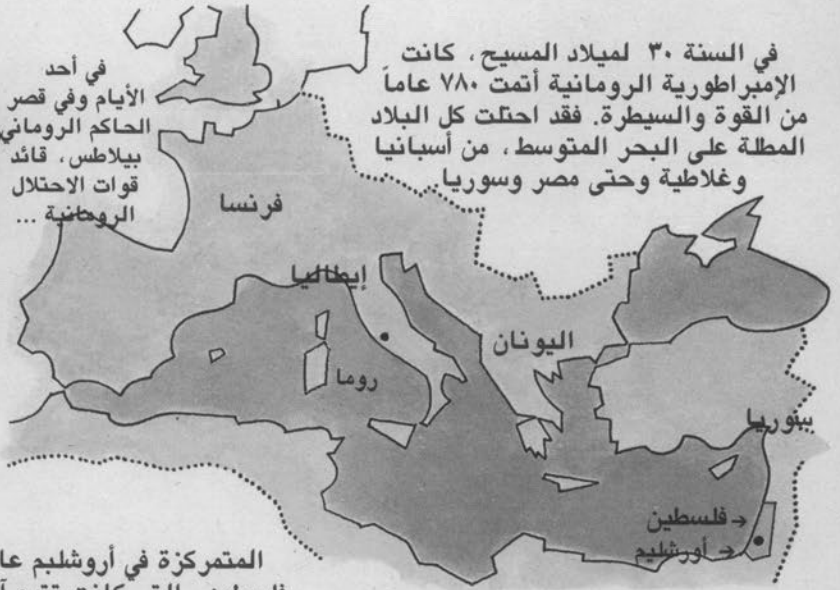 في السنة ٣٠ لميلاد المسيح، كانت
الإمبراطورية الرومانية أتمت ٧٨٠ عاماً
من القوة والسيطرة. فقد احتلت كل البلاد
المطلة على البحر المتوسط، من أسبانيا
وغلاطية وحتى مصر وسوريا.
في أحد
الأيام وفي قصر
الحاكم الروماني
بيلاطس، قائد
قوات الاحتلال
الرومانية ...
فرنسا
إيطاليا
اليونان
روما
سوريا
فلسطين →
أورشليم →
المتمركزة في أروشليم